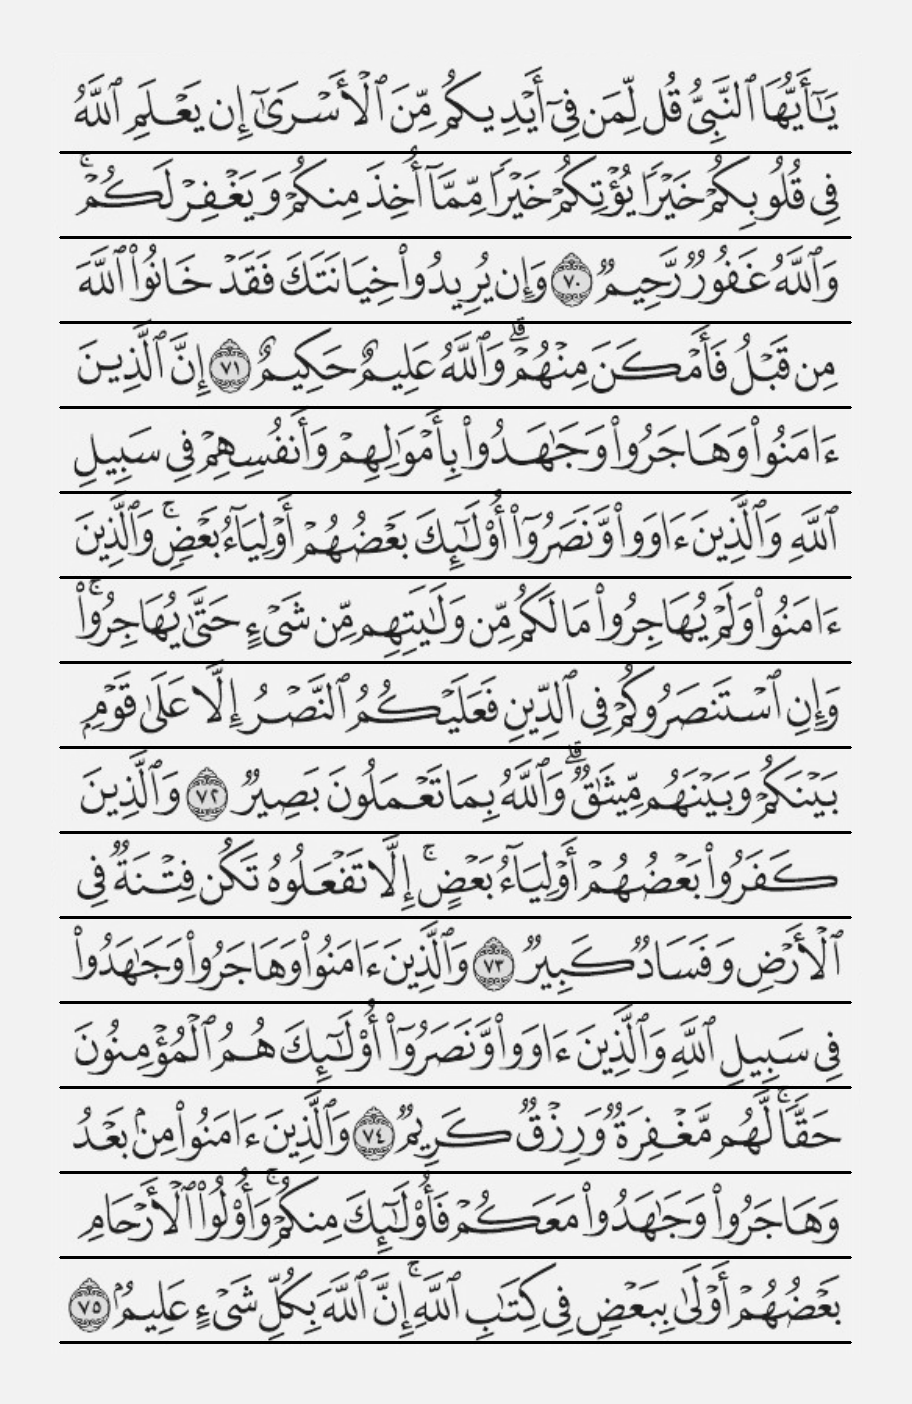 يَـٰٓأَيُّهَا ٱلنَّبِىُّ قُل لِّمَن فِىٓ أَيْدِيكُم مِّنَ ٱلْأَسْرَىٰٓ إِن يَعْلَمِ ٱللَّهُ
فِى قُلُوبِكُمْ خَيْرًا يُؤْتِكُمْ خَيْرًا مِّمَّآ أُخِذَ مِنكُمْ وَيَغْفِرْ لَكُمْ ۚ
وَٱللَّهُ غَفُورٌ رَّحِيمٌ ٧٠ وَإِن يُرِيدُوا۟ خِيَانَتَكَ فَقَدْ خَانُوا۟ ٱللَّهَ
مِن قَبْلُ فَأَمْكَنَ مِنْهُمْ ۗ وَٱللَّهُ عَلِيمٌ حَكِيمٌ ٧١ إِنَّ ٱلَّذِينَ
ءَامَنُوا۟ وَهَاجَرُوا۟ وَجَـٰهَدُوا۟ بِأَمْوَٰلِهِمْ وَأَنفُسِهِمْ فِى سَبِيلِ
ٱللَّهِ وَٱلَّذِينَ ءَاوَوا۟ وَّنَصَرُوٓا۟ أُو۟لَـٰٓئِكَ بَعْضُهُمْ أَوْلِيَآءُ بَعْضٍ ۚ وَٱلَّذِينَ
ءَامَنُوا۟ وَلَمْ يُهَاجِرُوا۟ مَا لَكُم مِّن وَلَـٰيَتِهِم مِّن شَىْءٍ حَتَّىٰ يُهَاجِرُوا۟ ۚ
وَإِنِ ٱسْتَنصَرُوكُمْ فِى ٱلدِّينِ فَعَلَيْكُمُ ٱلنَّصْرُ إِلَّا عَلَىٰ قَوْمٍۭ
بَيْنَكُمْ وَبَيْنَهُم مِّيثَـٰقٌ ۗ وَٱللَّهُ بِمَا تَعْمَلُونَ بَصِيرٌ ٧٢ وَٱلَّذِينَ
كَفَرُوا۟ بَعْضُهُمْ أَوْلِيَآءُ بَعْضٍ ۚ إِلَّا تَفْعَلُوهُ تَكُن فِتْنَةٌ فِى
ٱلْأَرْضِ وَفَسَادٌ كَبِيرٌ ٧٣ وَٱلَّذِينَ ءَامَنُوا۟ وَهَاجَرُوا۟ وَجَـٰهَدُوا۟
فِى سَبِيلِ ٱللَّهِ وَٱلَّذِينَ ءَاوَوا۟ وَّنَصَرُوٓا۟ أُو۟لَـٰٓئِكَ هُمُ ٱلْمُؤْمِنُونَ
حَقًّا ۚ لَّهُم مَّغْفِرَةٌ وَرِزْقٌ كَرِيمٌ ٧٤ وَٱلَّذِينَ ءَامَنُوا۟ مِنۢ بَعْدُ
وَهَاجَرُوا۟ وَجَـٰهَدُوا۟ مَعَكُمْ فَأُو۟لَـٰٓئِكَ مِنكُمْ ۚ وَأُو۟لُوا۟ ٱلْأَرْحَامِ
بَعْضُهُمْ أَوْلَىٰ بِبَعْضٍ فِى كِتَـٰبِ ٱللَّهِ ۗ إِنَّ ٱللَّهَ بِكُلِّ شَىْءٍ عَلِيمٌۢ ٧٥